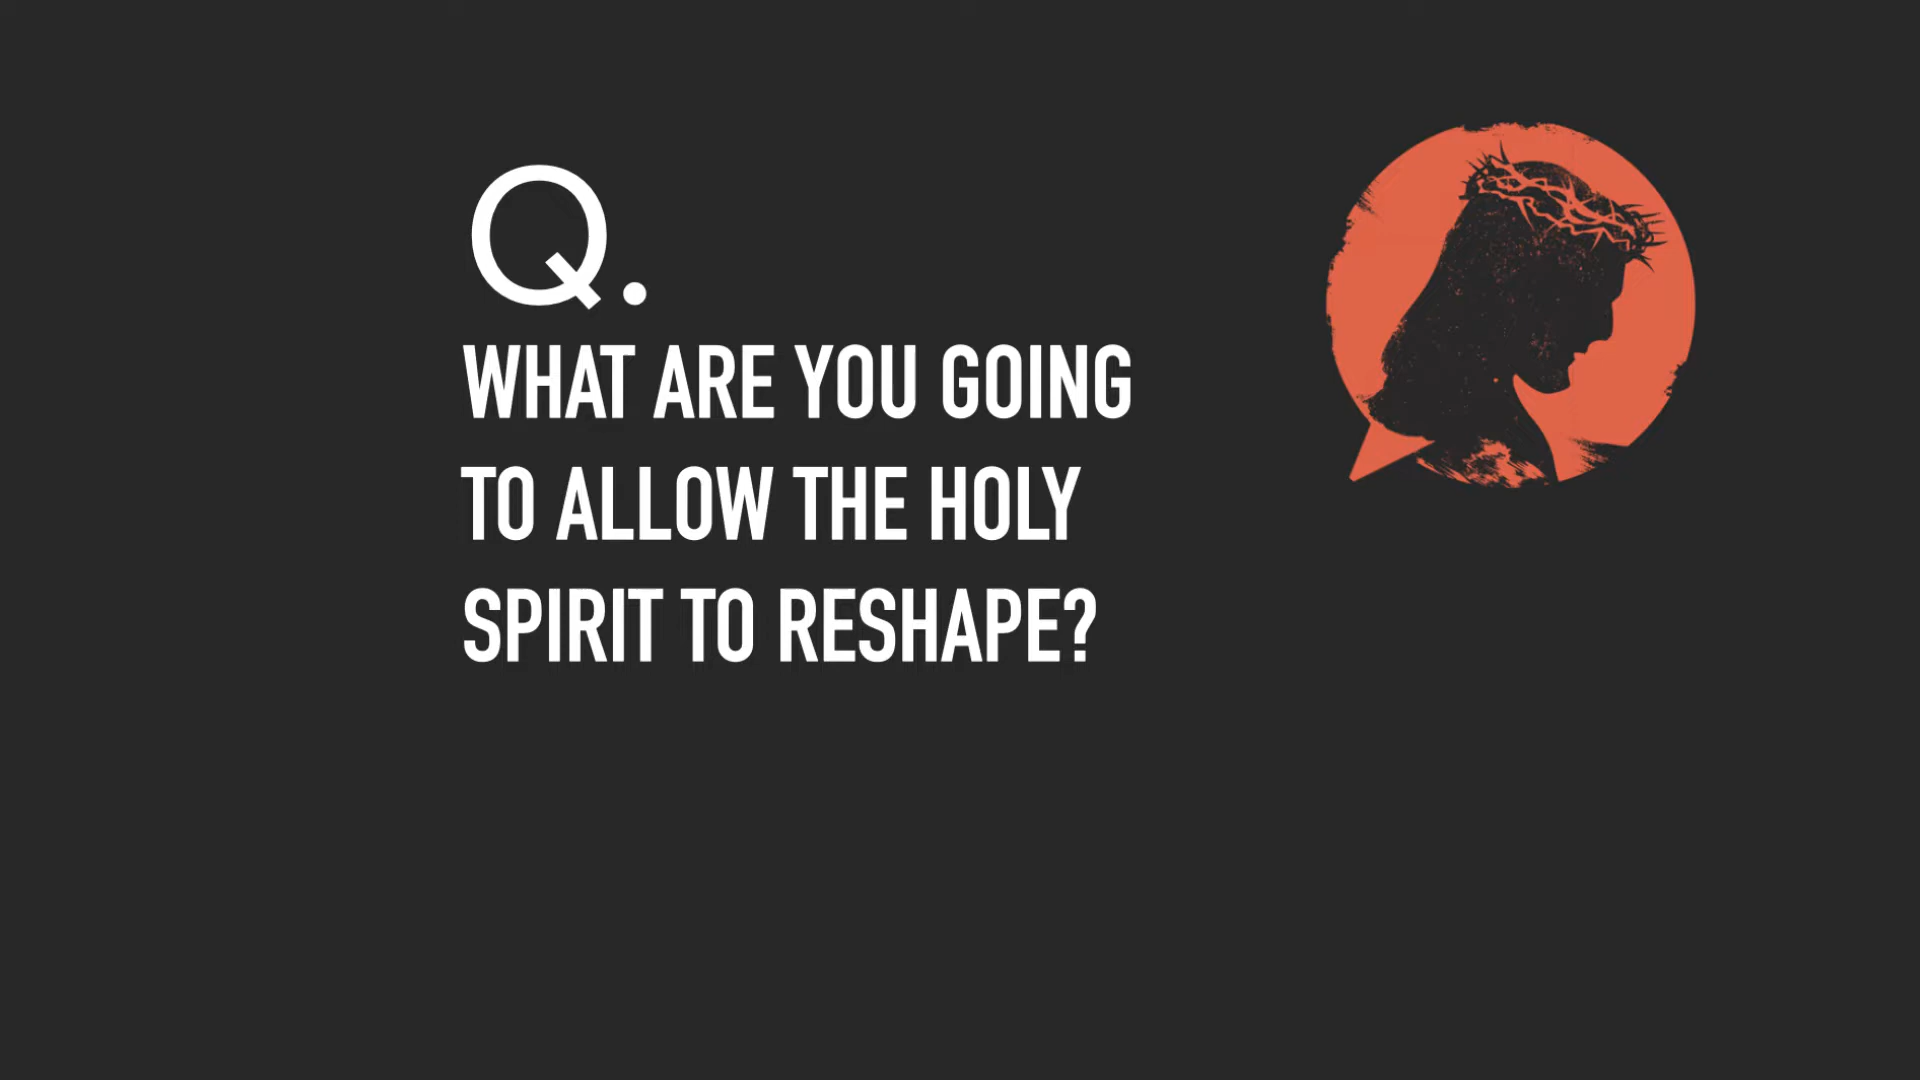 Q.
WHAT ARE YOU GOING
TO ALLOW THE HOLY
SPIRIT TO RESHAPE?